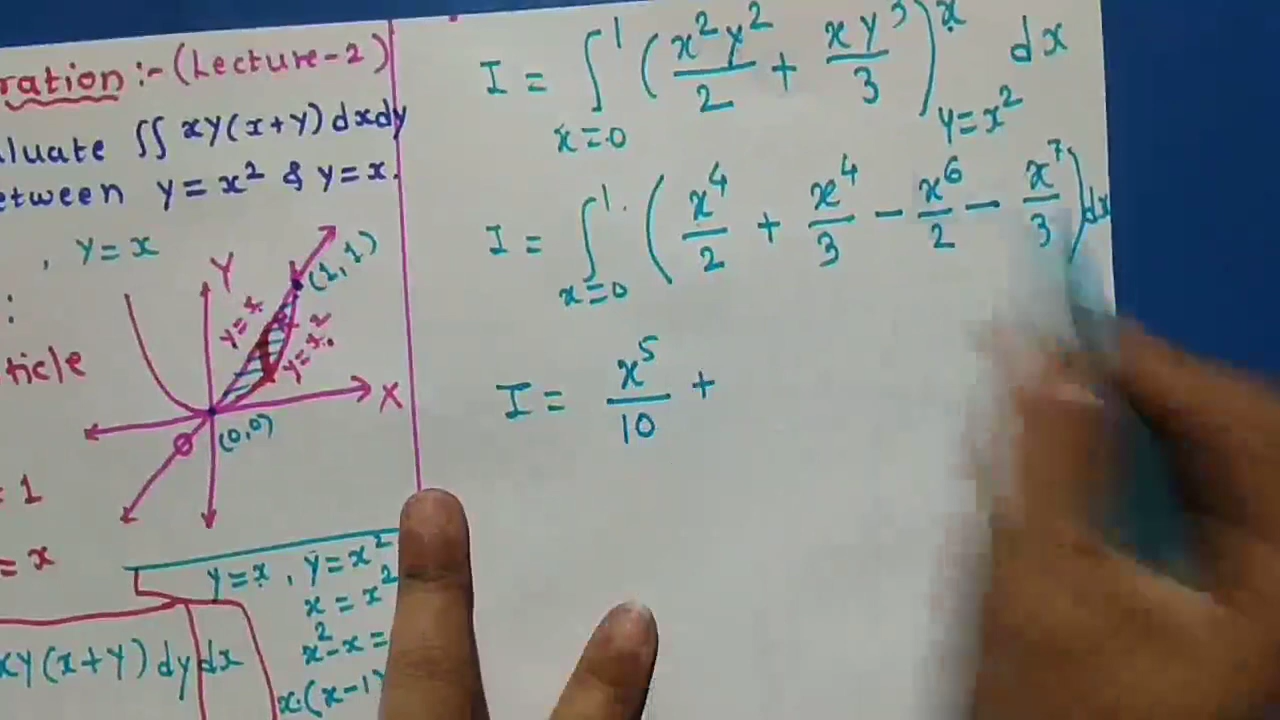 ration :- (Lecture-2)
luate ∬ xy(x+y) dxdy
etween y = x² & y = x.
, y = x
:
ticle
= 1
= x
Y
(1,1)
y = x
y = x²
X
(0,0)
y = x , y = x²
x = x²
x² - x =
x·(x-1)
xy(x+y) dy dx
I = ∫₍ₓ₌₀₎¹ (x²y²/2 + xy³/3)₍y=x²₎ˣ dx
I = ∫₍ₓ₌₀₎¹ (x⁴/2 + x⁴/3 - x⁶/2 - x⁷/3) dx
I = x⁵/10 +